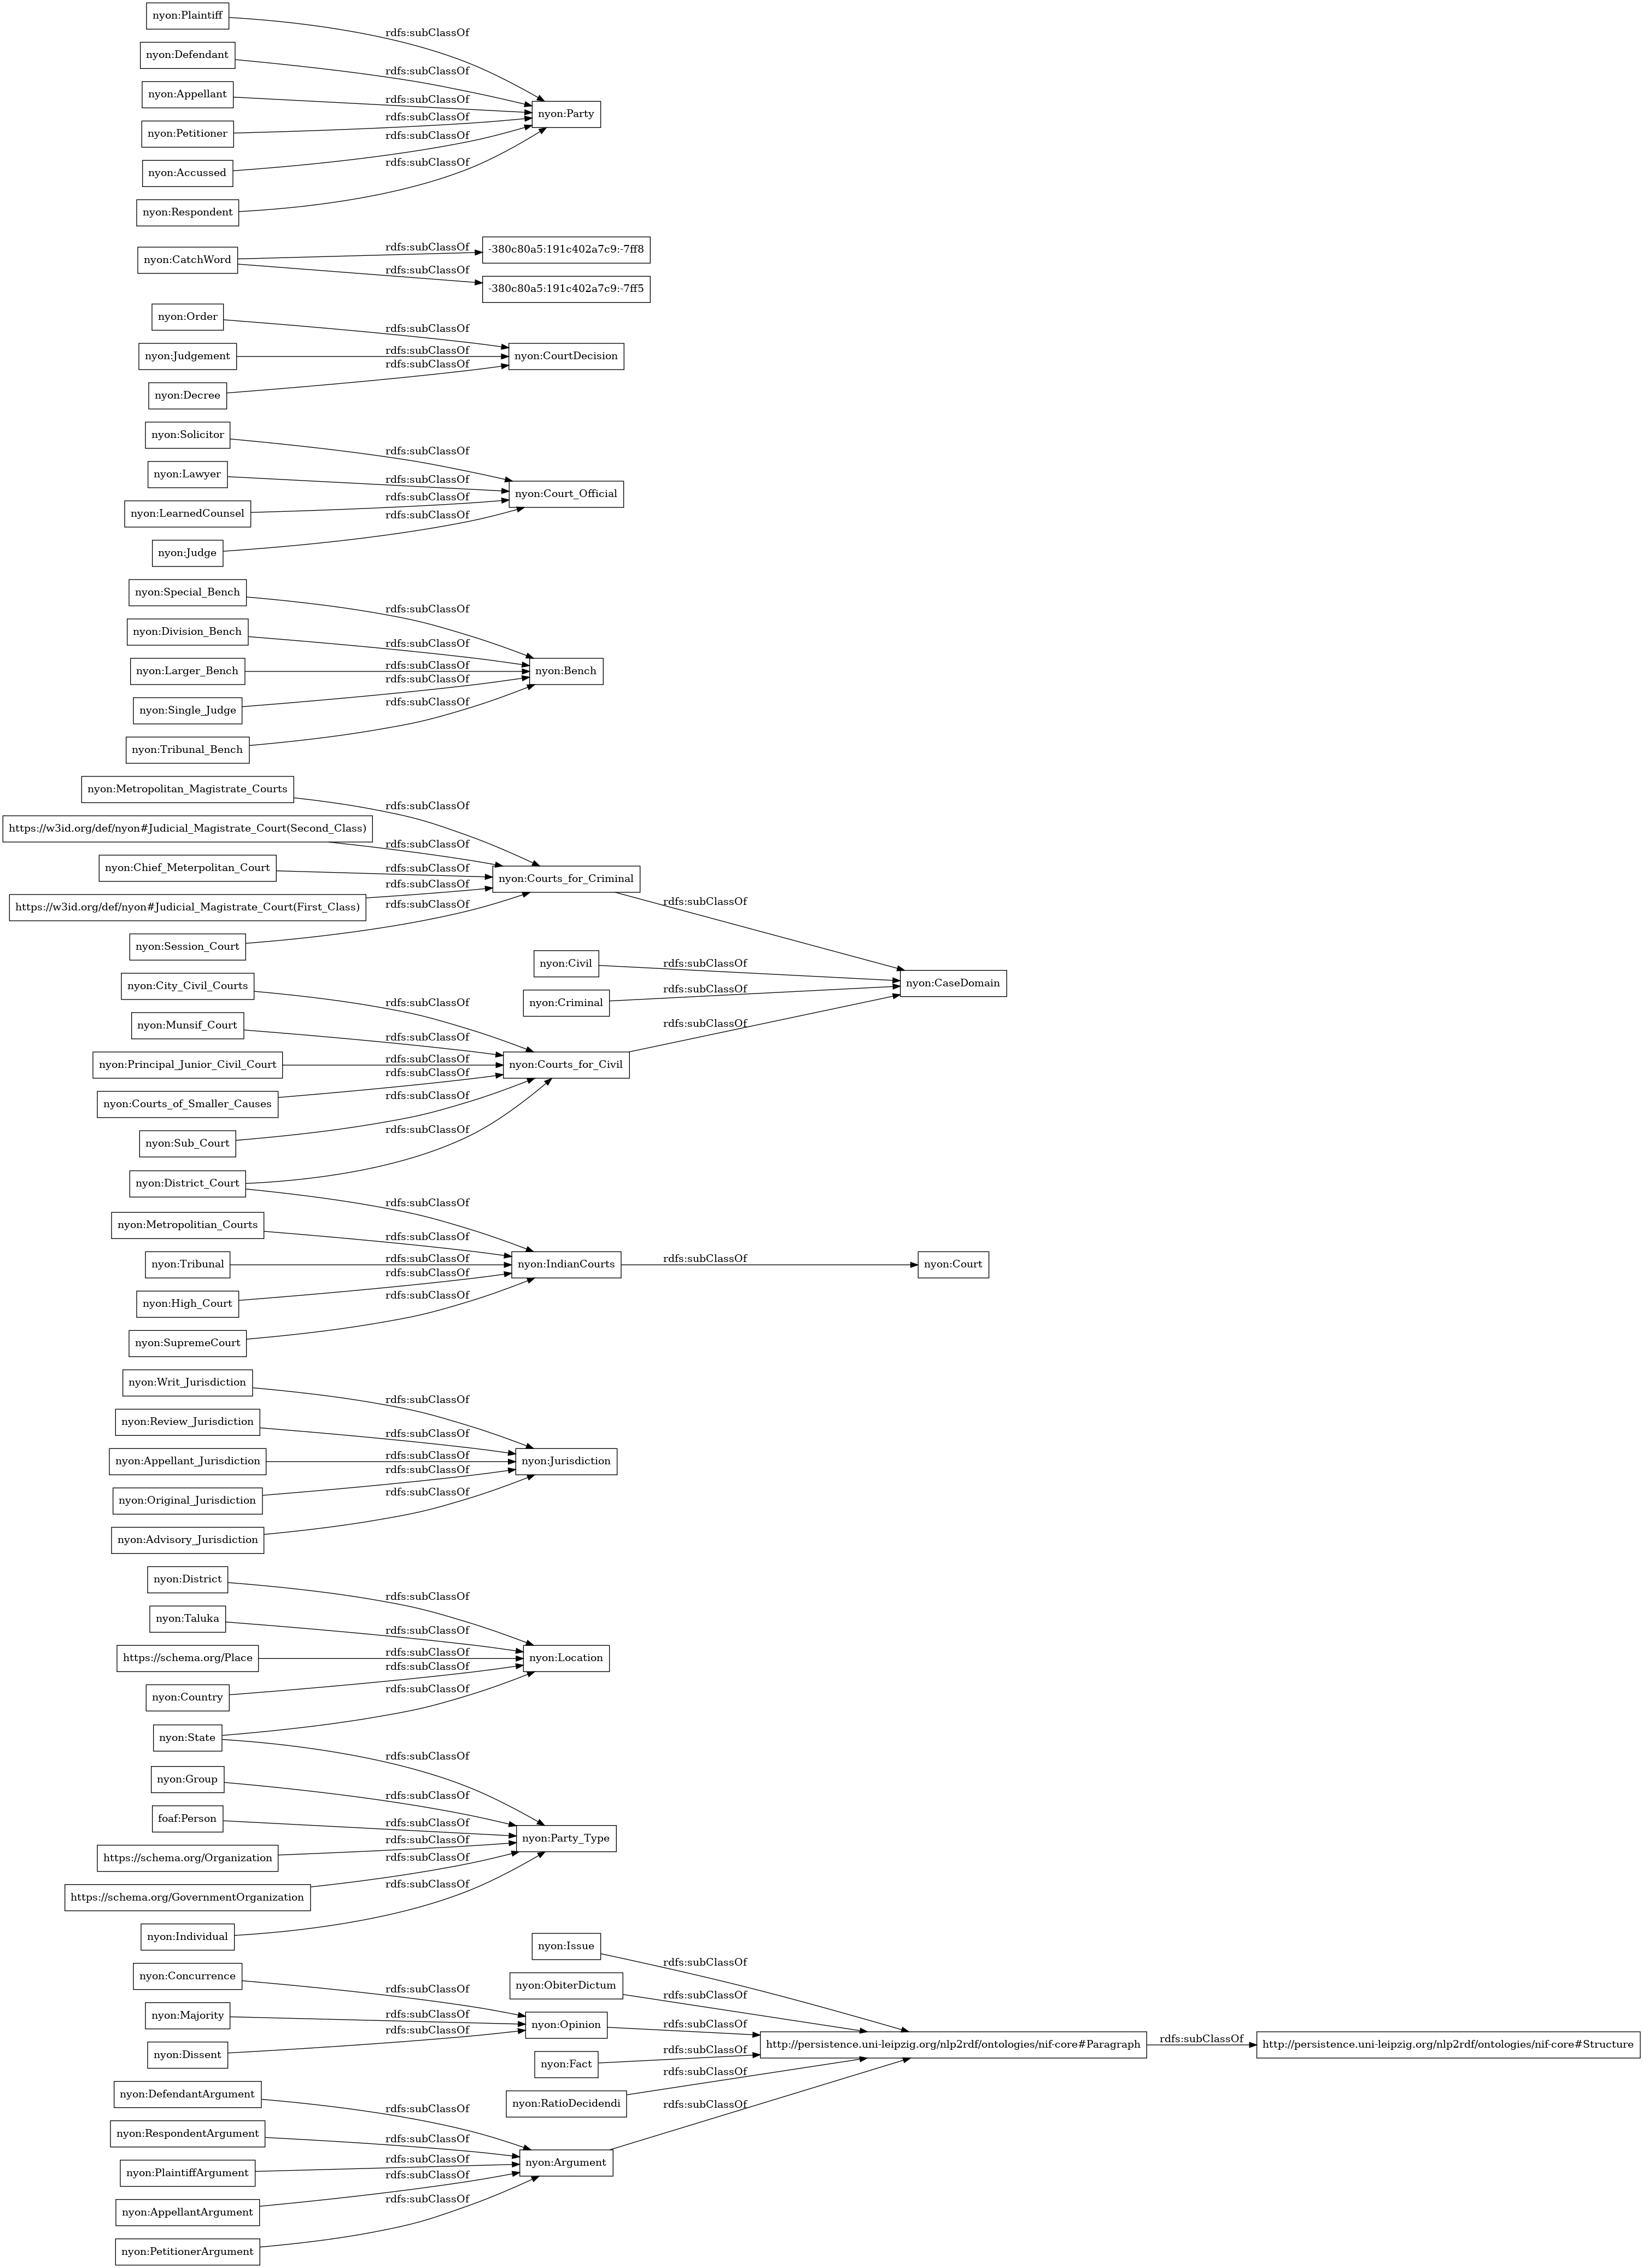 nyon:Plaintiff
rdfs:subClassOf
nyon:Defendant
rdfs:subClassOf
nyon:Appellant
rdfs:subClassOf
nyon:Party
nyon:Petitioner
rdfs:subClassOf
nyon:Accussed
rdfs:subClassOf
nyon:Respondent
rdfs:subClassOf
nyon:CatchWord
rdfs:subClassOf
-380c80a5:191c402a7c9:-7ff8
rdfs:subClassOf
-380c80a5:191c402a7c9:-7ff5
nyon:Order
rdfs:subClassOf
nyon:Judgement
rdfs:subClassOf
nyon:CourtDecision
nyon:Decree
rdfs:subClassOf
nyon:Solicitor
rdfs:subClassOf
nyon:Lawyer
rdfs:subClassOf
nyon:Court_Official
nyon:LearnedCounsel
rdfs:subClassOf
nyon:Judge
rdfs:subClassOf
nyon:Special_Bench
rdfs:subClassOf
nyon:Division_Bench
rdfs:subClassOf
nyon:Larger_Bench
rdfs:subClassOf
nyon:Bench
nyon:Single_Judge
rdfs:subClassOf
nyon:Tribunal_Bench
rdfs:subClassOf
nyon:Metropolitan_Magistrate_Courts
rdfs:subClassOf
https://w3id.org/def/nyon#Judicial_Magistrate_Court(Second_Class)
rdfs:subClassOf
nyon:Chief_Meterpolitan_Court
rdfs:subClassOf
nyon:Courts_for_Criminal
https://w3id.org/def/nyon#Judicial_Magistrate_Court(First_Class)
rdfs:subClassOf
nyon:Session_Court
rdfs:subClassOf
rdfs:subClassOf
nyon:Civil
rdfs:subClassOf
nyon:Criminal
rdfs:subClassOf
nyon:CaseDomain
rdfs:subClassOf
nyon:City_Civil_Courts
rdfs:subClassOf
nyon:Munsif_Court
rdfs:subClassOf
nyon:Principal_Junior_Civil_Court
rdfs:subClassOf
nyon:Courts_for_Civil
nyon:Courts_of_Smaller_Causes
rdfs:subClassOf
nyon:Sub_Court
rdfs:subClassOf
nyon:District_Court
rdfs:subClassOf
rdfs:subClassOf
nyon:Metropolitian_Courts
rdfs:subClassOf
nyon:Tribunal
rdfs:subClassOf
nyon:IndianCourts
rdfs:subClassOf
nyon:Court
nyon:High_Court
rdfs:subClassOf
nyon:SupremeCourt
rdfs:subClassOf
nyon:Writ_Jurisdiction
rdfs:subClassOf
nyon:Review_Jurisdiction
rdfs:subClassOf
nyon:Appellant_Jurisdiction
rdfs:subClassOf
nyon:Jurisdiction
nyon:Original_Jurisdiction
rdfs:subClassOf
nyon:Advisory_Jurisdiction
rdfs:subClassOf
nyon:District
rdfs:subClassOf
nyon:Taluka
rdfs:subClassOf
https://schema.org/Place
rdfs:subClassOf
nyon:Location
nyon:Country
rdfs:subClassOf
nyon:State
rdfs:subClassOf
rdfs:subClassOf
nyon:Group
rdfs:subClassOf
foaf:Person
rdfs:subClassOf
nyon:Party_Type
https://schema.org/Organization
rdfs:subClassOf
https://schema.org/GovernmentOrganization
rdfs:subClassOf
nyon:Individual
rdfs:subClassOf
nyon:Issue
rdfs:subClassOf
nyon:Concurrence
rdfs:subClassOf
nyon:ObiterDictum
rdfs:subClassOf
nyon:Majority
rdfs:subClassOf
nyon:Opinion
rdfs:subClassOf
nyon:Dissent
rdfs:subClassOf
nyon:Fact
rdfs:subClassOf
http://persistence.uni-leipzig.org/nlp2rdf/ontologies/nif-core#Paragraph
rdfs:subClassOf
http://persistence.uni-leipzig.org/nlp2rdf/ontologies/nif-core#Structure
nyon:RatioDecidendi
rdfs:subClassOf
nyon:DefendantArgument
rdfs:subClassOf
rdfs:subClassOf
nyon:RespondentArgument
rdfs:subClassOf
nyon:PlaintiffArgument
rdfs:subClassOf
nyon:Argument
nyon:AppellantArgument
rdfs:subClassOf
nyon:PetitionerArgument
rdfs:subClassOf